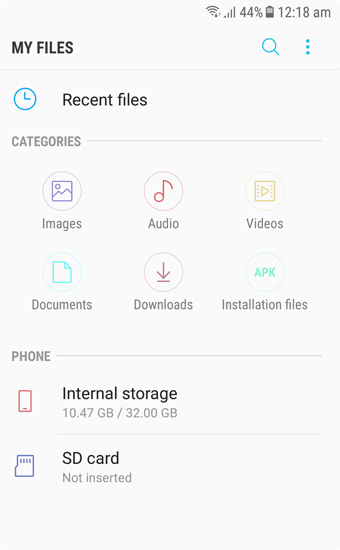 44% 12:18 am
MY FILES
Recent files
CATEGORIES
Images Audio Videos
APK
Documents Downloads Installation files
PHONE
Internal storage
10.47 GB / 32.00 GB
SD card
Not inserted